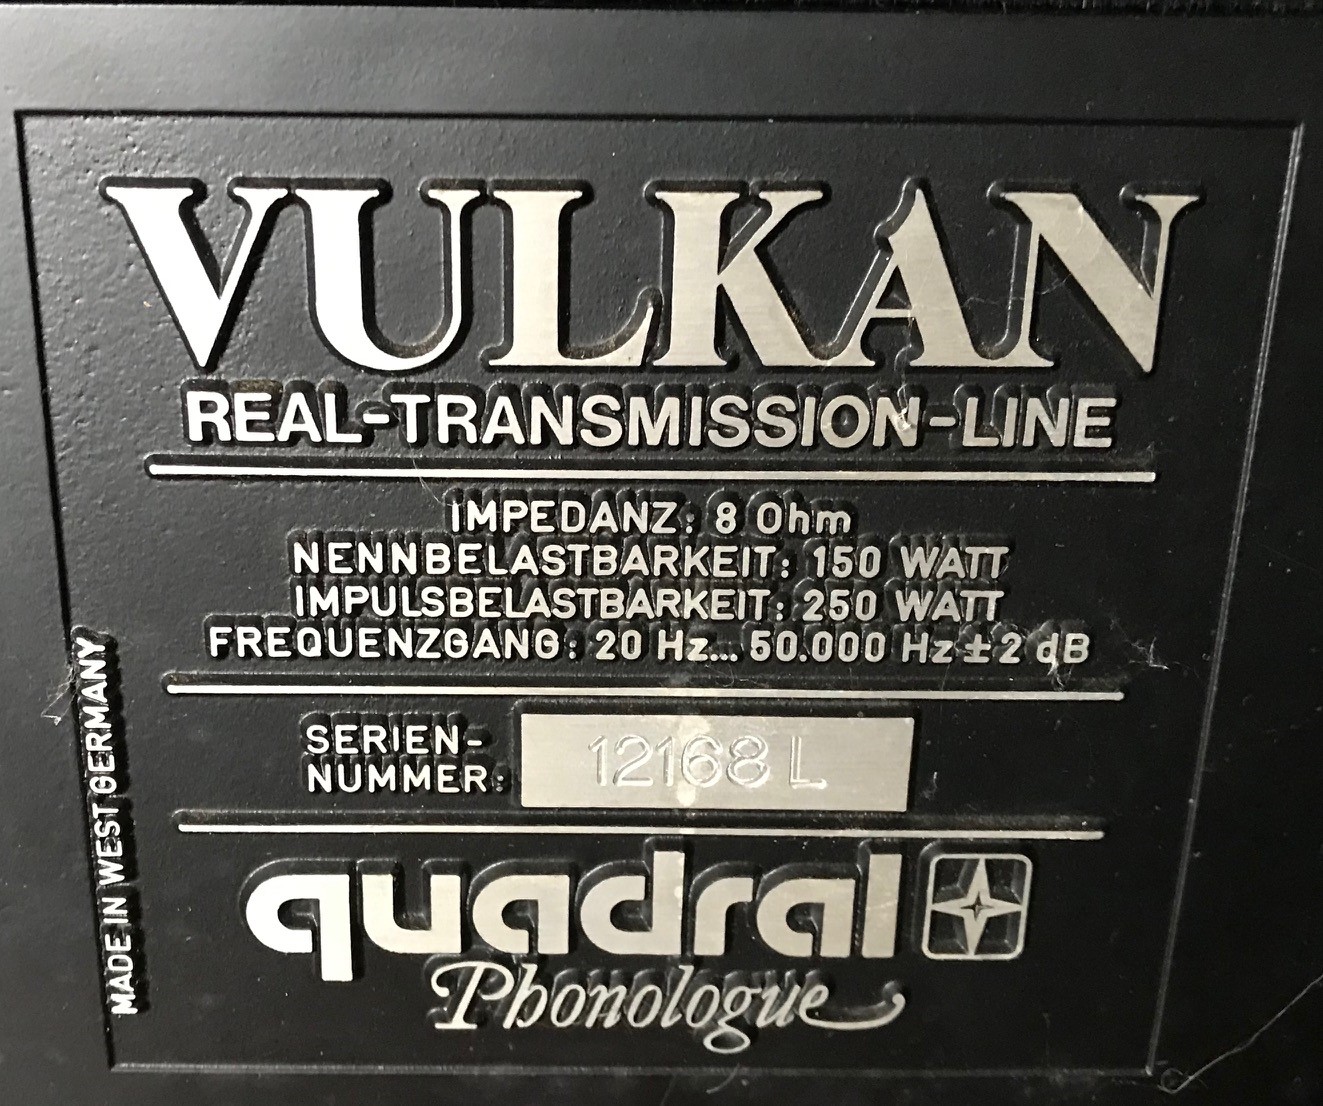 VULKAN
REAL-TRANSMISSION-LINE
IMPEDANZ: 8 Ohm
NENNBELASTBARKEIT: 150 WATT
IMPULSBELASTBARKEIT: 250 WATT
FREQUENZGANG: 20 Hz... 50.000 Hz ± 2 dB
SERIEN-
NUMMER: 12168 L
quadral
Phonologue
MADE IN WEST GERMANY